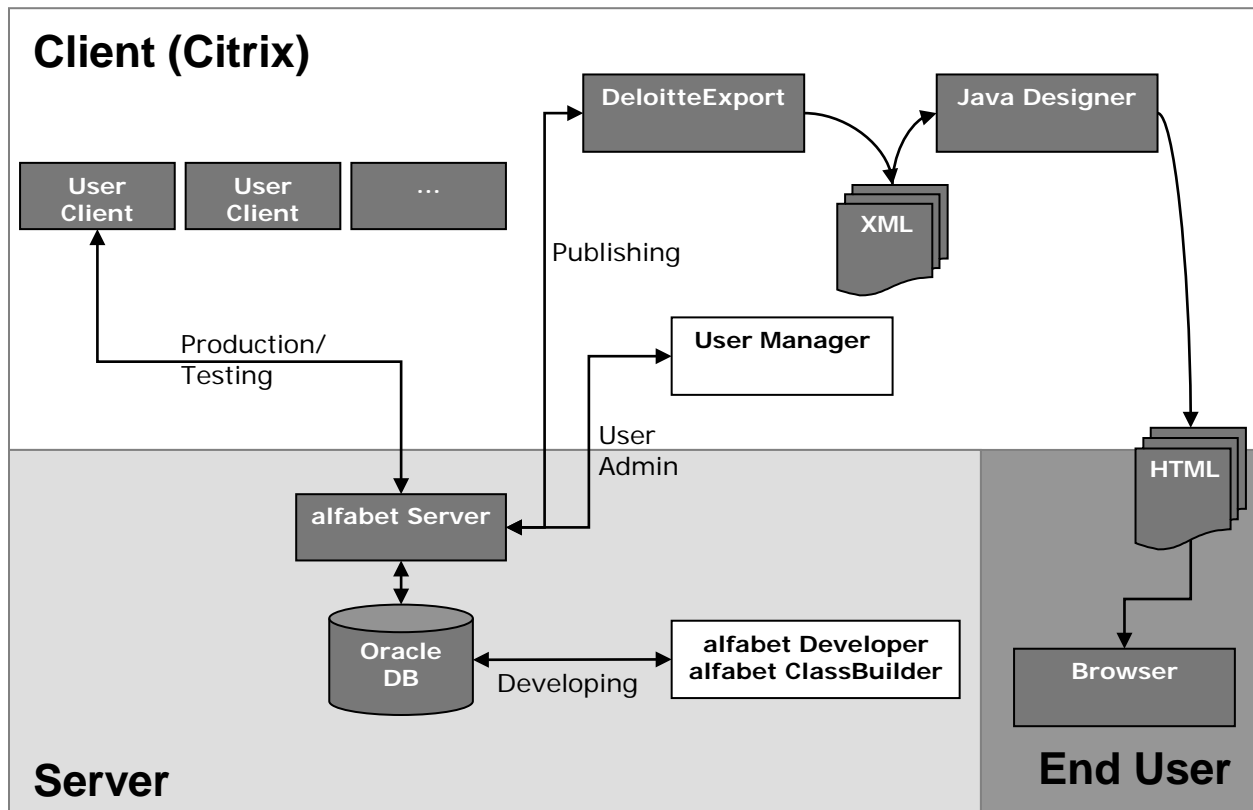 Client (Citrix)
DeloitteExport
Java Designer
User
Client
User
Client
...
XML
Publishing
Production/
Testing
User Manager
User
Admin
HTML
alfabet Server
Oracle
DB
Developing
alfabet Developer
alfabet ClassBuilder
Browser
Server
End User